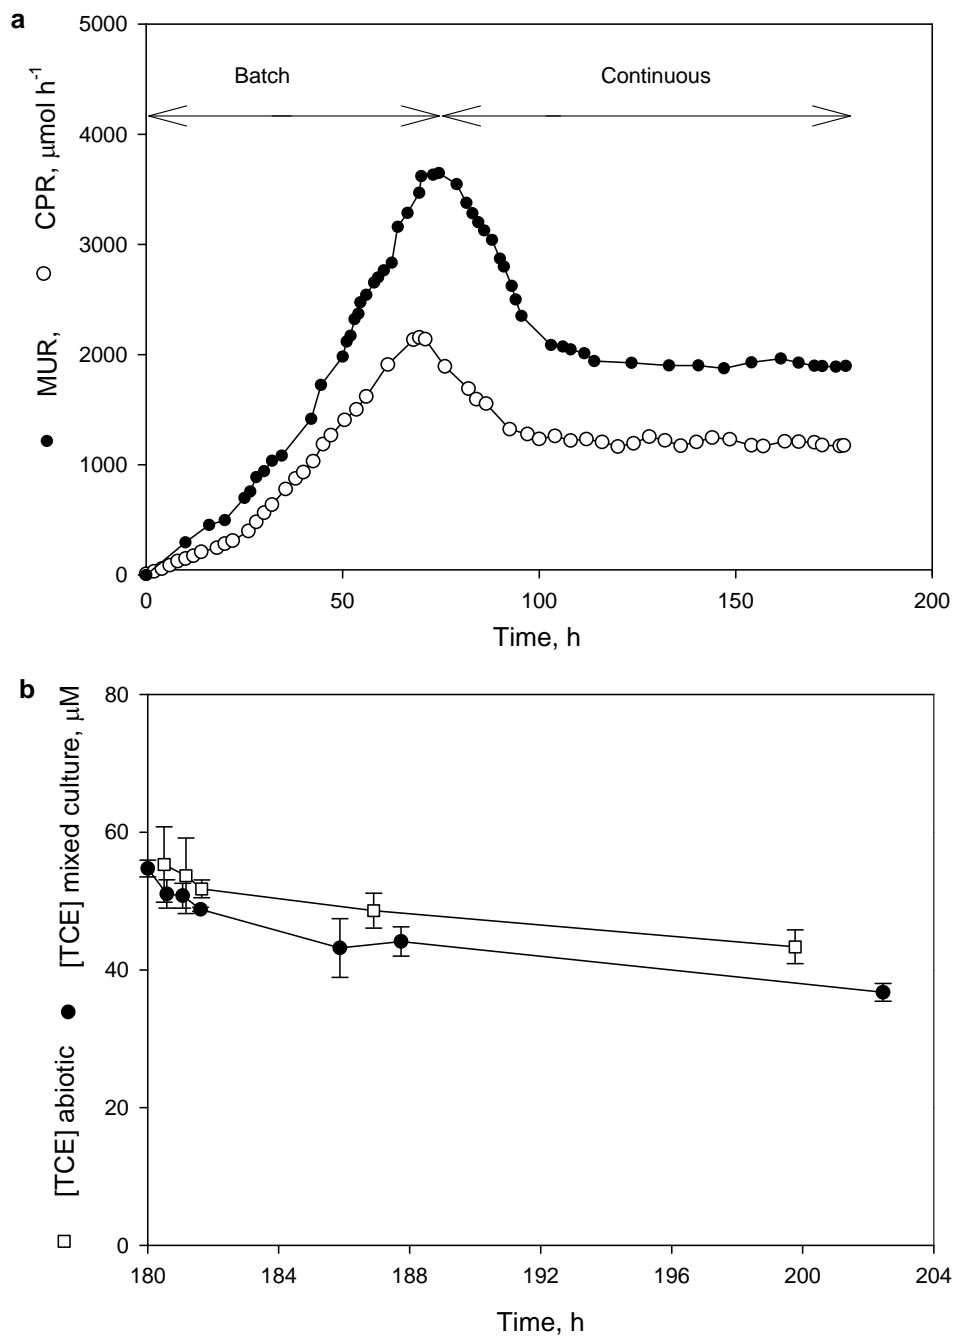 a
MUR, CPR, μmol h⁻¹
5000
4000
3000
2000
1000
0
Batch
Continuous
0 50 100 150 200
Time, h
b
[TCE] abiotic [TCE] mixed culture, μM
80
60
40
20
0
180 184 188 192 196 200 204
Time, h